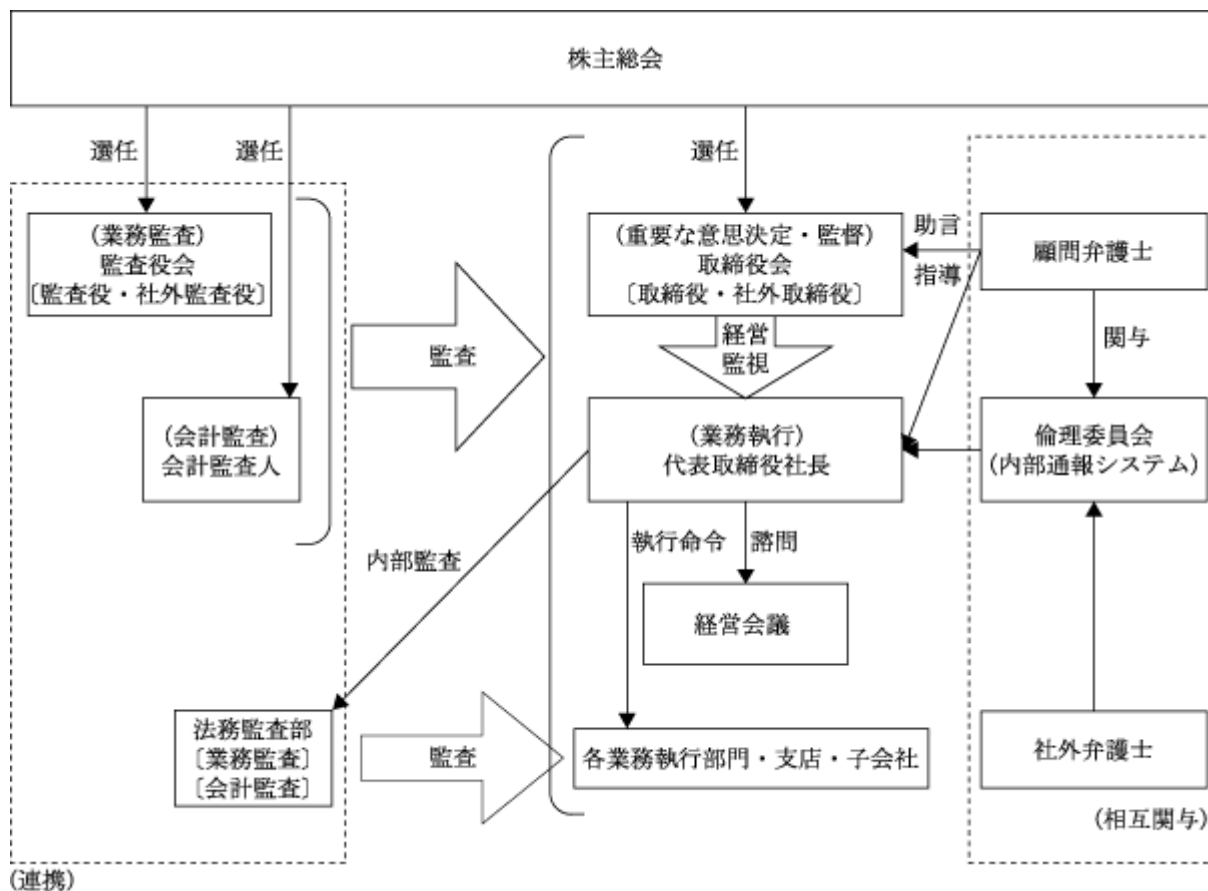 株主総会
選任
選任
選任
(業務監査)
監査役会
〔監査役・社外監査役〕
(重要な意思決定・監督)
取締役会
〔取締役・社外取締役〕
助言
指導
顧問弁護士
監査
経営
監視
関与
(会計監査)
会計監査人
(業務執行)
代表取締役社長
倫理委員会
(内部通報システム)
内部監査
執行命令
諮問
経営会議
法務監査部
〔業務監査〕
〔会計監査〕
監査
各業務執行部門・支店・子会社
社外弁護士
(相互関与)
(連携)